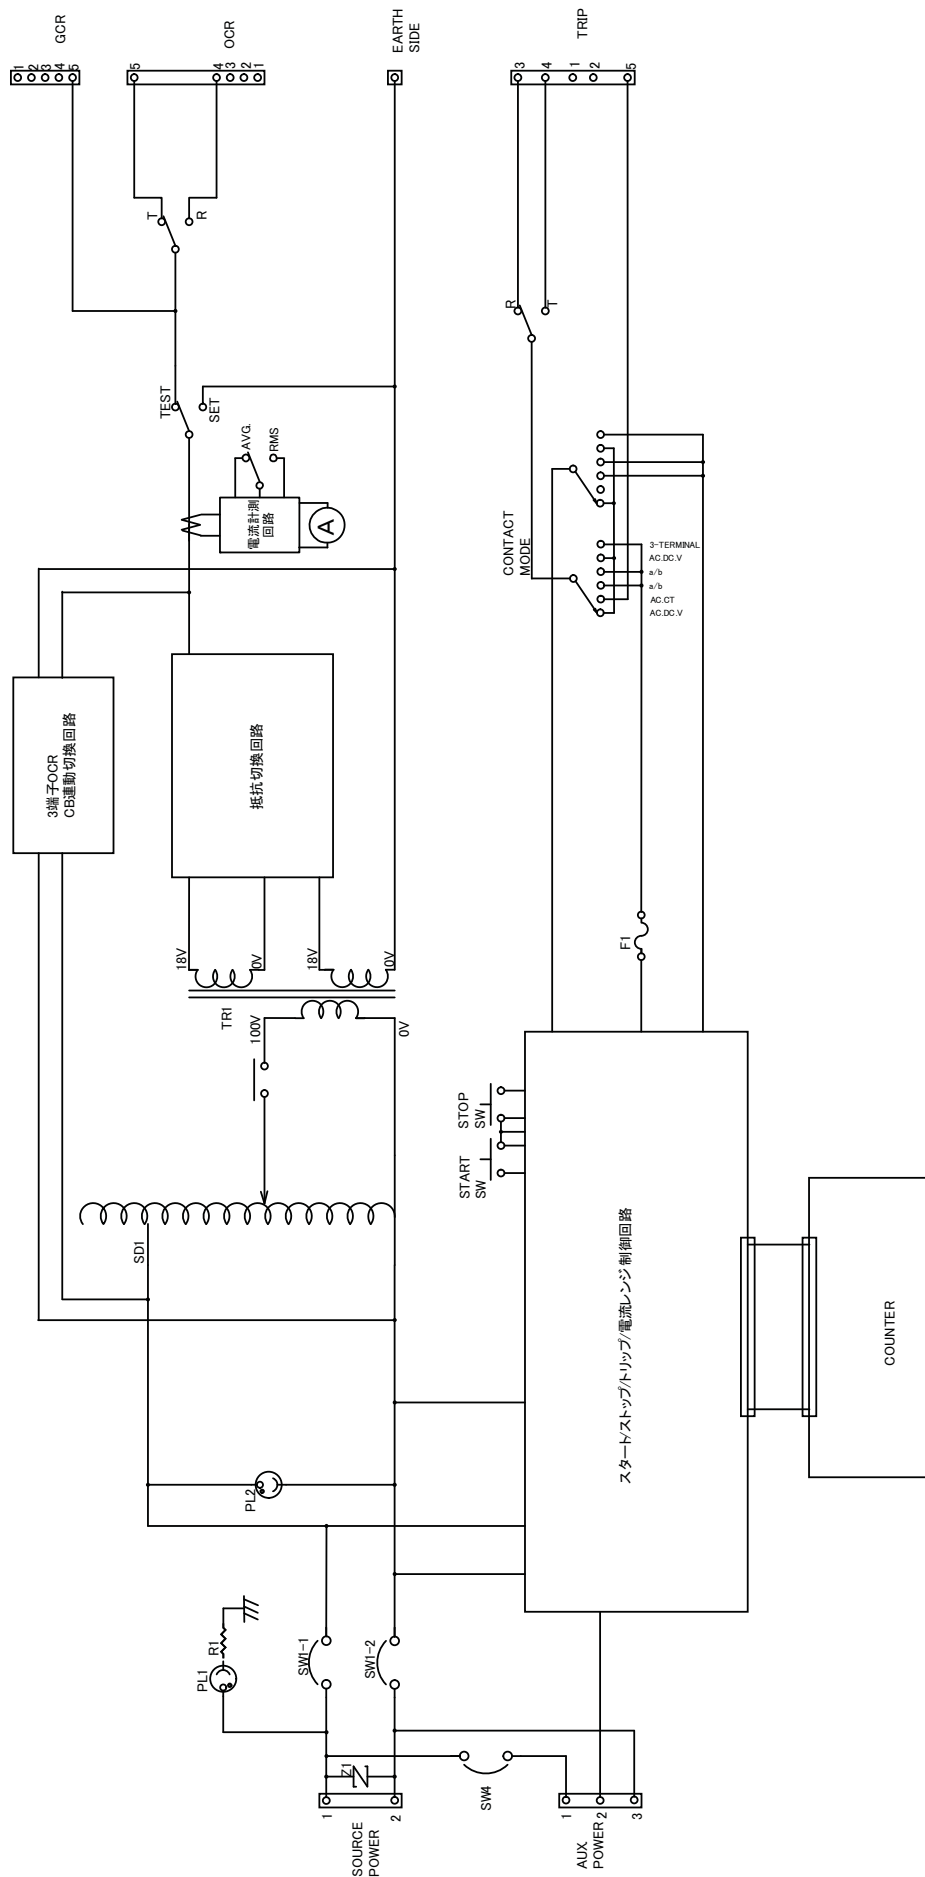 GCR
1
2
3
4
5
OCR
5
4
3
2
1
EARTH
SIDE
TRIP
3
4
1
2
5
T
R
R
T
TEST
SET
AVG.
RMS
電流計測
回路
A
CONTACT
MODE
3-TERMINAL
AC.DC.V
a/b
a/b
AC.CT
AC.DC.V
3端子OCR
CB連動切換回路
抵抗切換回路
18V
0V
18V
0V
TR1
100V
0V
F1
STOP
SW
START
SW
SD1
スタート/ストップ/トリップ/電流レンジ制御回路
COUNTER
PL2
PL1
R1
SW1-1
SW1-2
Z1
SW4
SOURCE
POWER
1
2
AUX
POWER
1
2
3